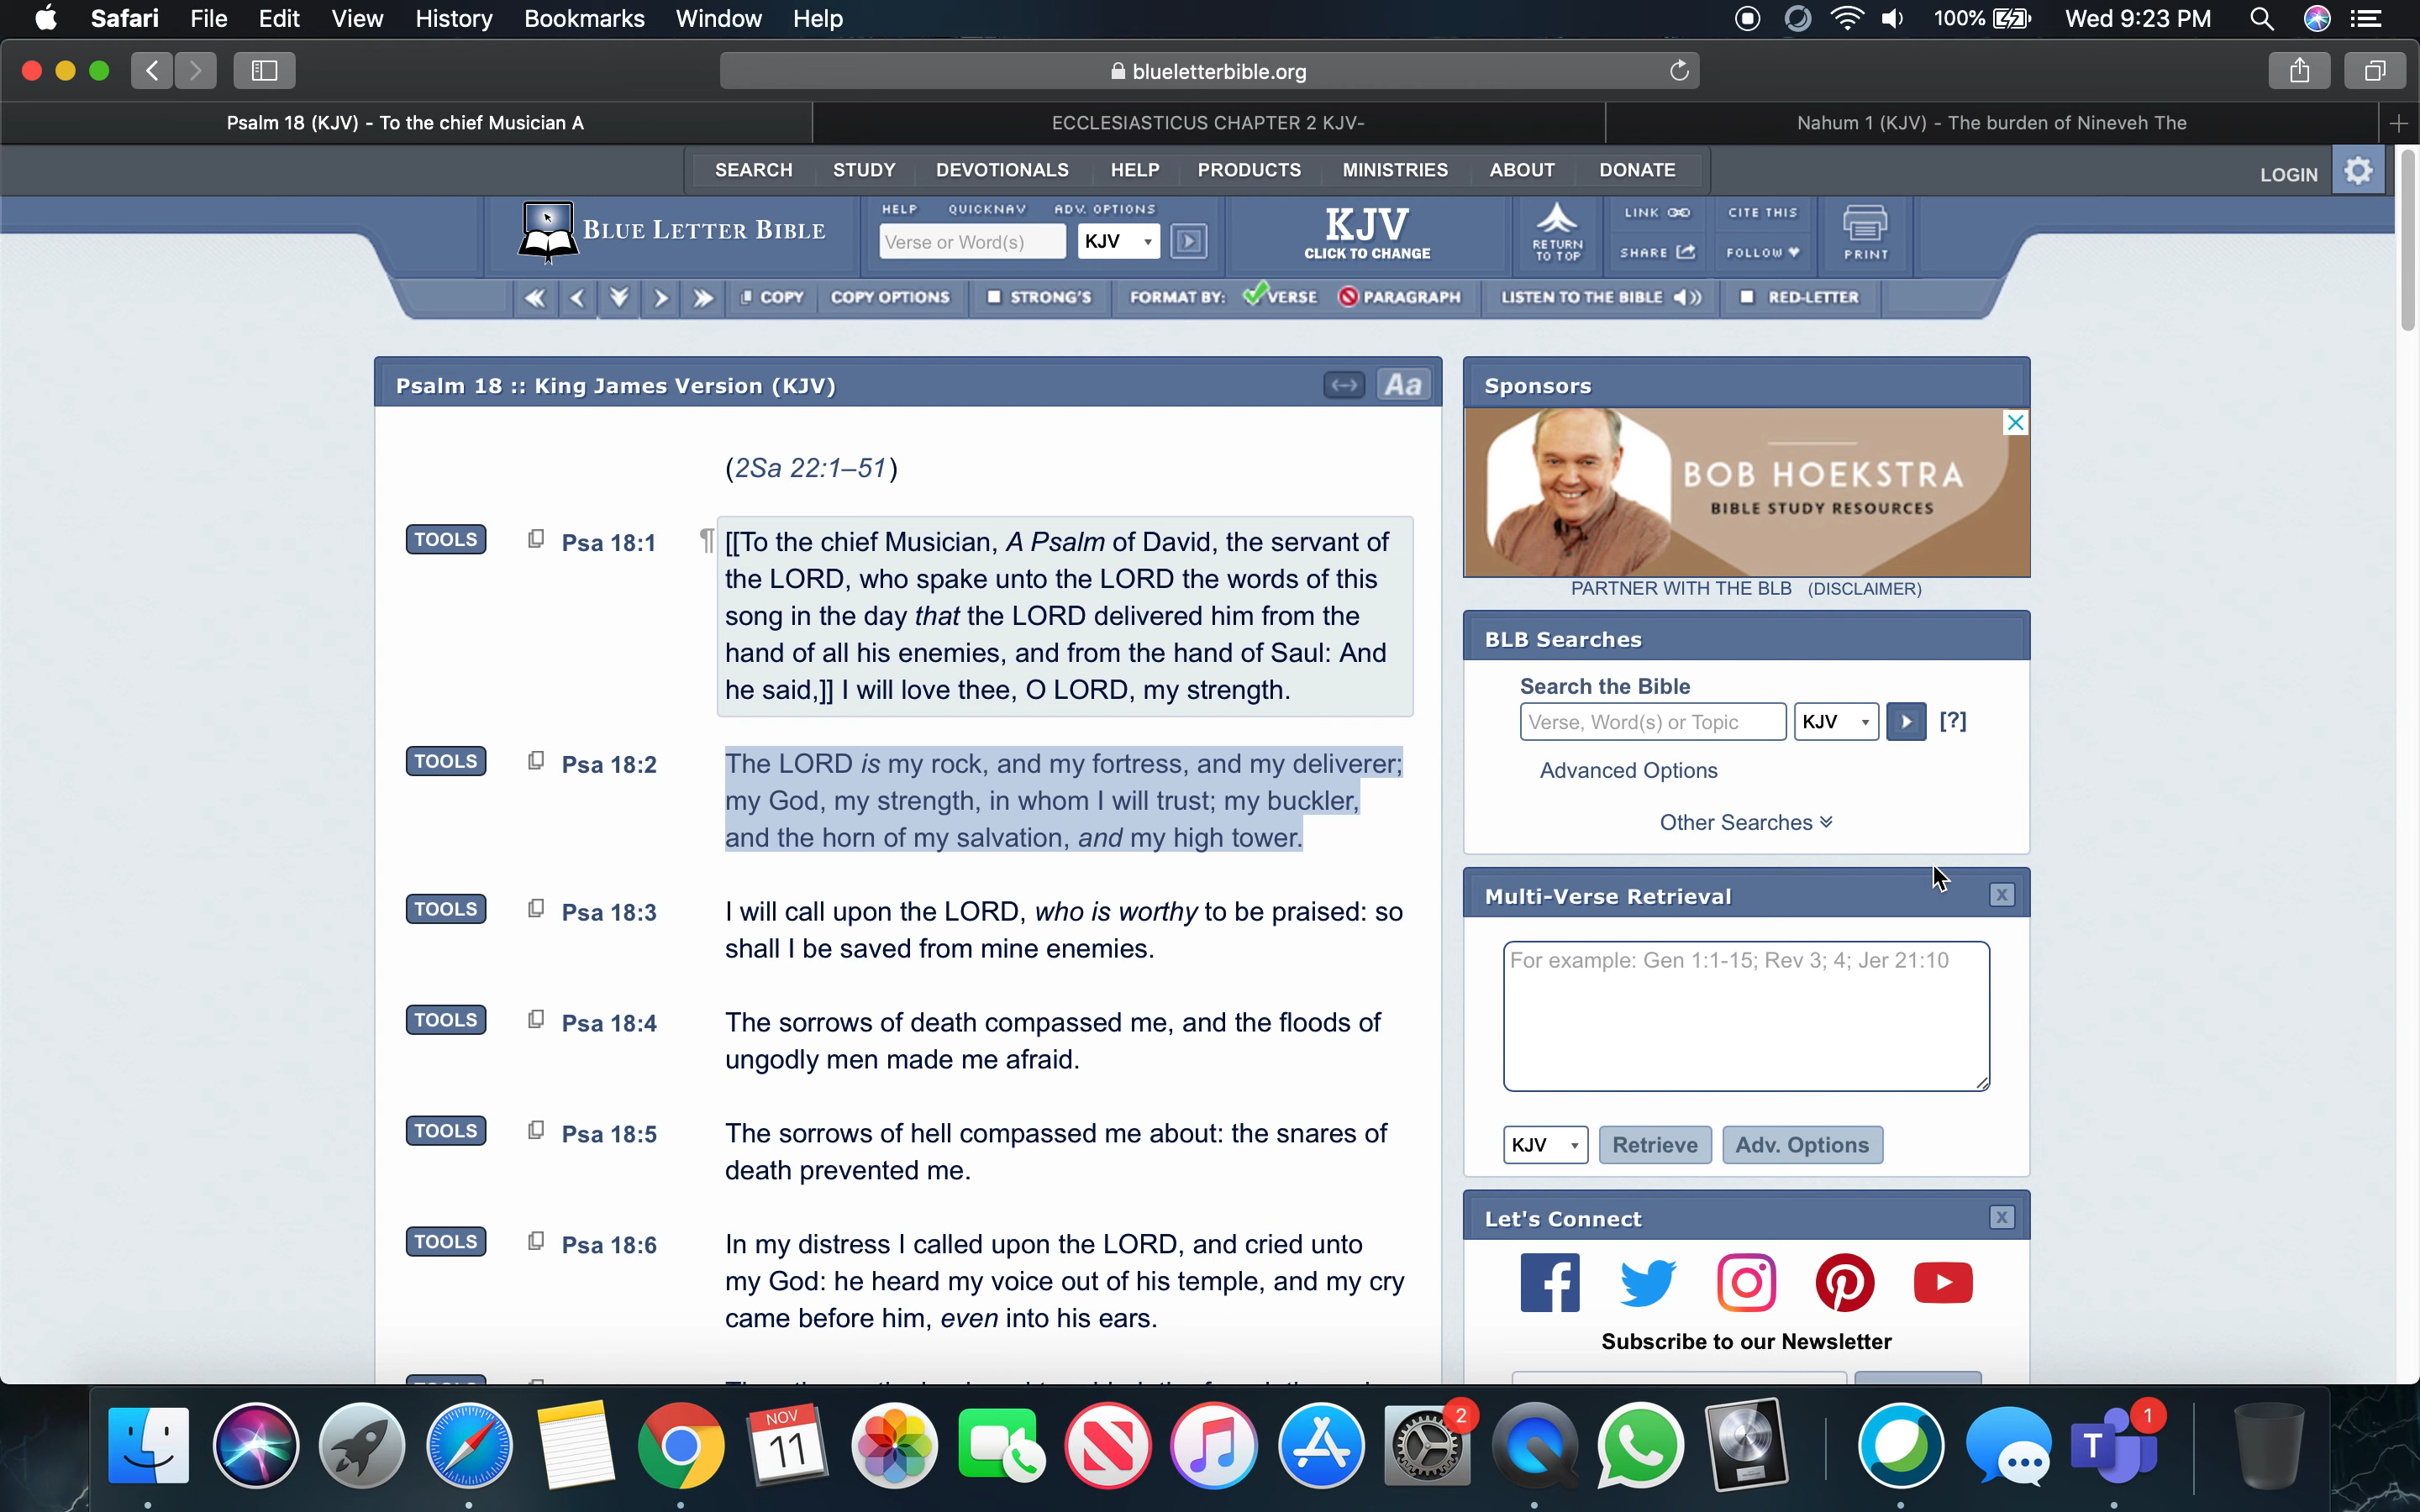 Safari File Edit View History Bookmarks Window Help 100% Wed 9:23 PM
blueletterbible.org
Psalm 18 (KJV) - To the chief Musician A
ECCLESIASTICUS CHAPTER 2 KJV-
Nahum 1 (KJV) - The burden of Nineveh The
SEARCH STUDY DEVOTIONALS HELP PRODUCTS MINISTRIES ABOUT DONATE
LOGIN
BLUE LETTER BIBLE
HELP QUICKNAV ADV. OPTIONS
Verse or Word(s) KJV
KJV
CLICK TO CHANGE
RETURN
TO TOP
LINK
SHARE
CITE THIS
FOLLOW
PRINT
COPY COPY OPTIONS STRONG'S FORMAT BY: VERSE PARAGRAPH LISTEN TO THE BIBLE RED-LETTER
Psalm 18 :: King James Version (KJV) Aa
(2Sa 22:1–51)
TOOLS Psa 18:1 ¶ [[To the chief Musician, A Psalm of David, the servant of
the LORD, who spake unto the LORD the words of this
song in the day that the LORD delivered him from the
hand of all his enemies, and from the hand of Saul: And
he said,]] I will love thee, O LORD, my strength.
TOOLS Psa 18:2 The LORD is my rock, and my fortress, and my deliverer;
my God, my strength, in whom I will trust; my buckler,
and the horn of my salvation, and my high tower.
TOOLS Psa 18:3 I will call upon the LORD, who is worthy to be praised: so
shall I be saved from mine enemies.
TOOLS Psa 18:4 The sorrows of death compassed me, and the floods of
ungodly men made me afraid.
TOOLS Psa 18:5 The sorrows of hell compassed me about: the snares of
death prevented me.
TOOLS Psa 18:6 In my distress I called upon the LORD, and cried unto
my God: he heard my voice out of his temple, and my cry
came before him, even into his ears.
Sponsors
BOB HOEKSTRA
BIBLE STUDY RESOURCES
PARTNER WITH THE BLB (DISCLAIMER)
BLB Searches
Search the Bible
Verse, Word(s) or Topic KJV [?]
Advanced Options
Other Searches
Multi-Verse Retrieval X
For example: Gen 1:1-15; Rev 3; 4; Jer 21:10
KJV Retrieve Adv. Options
Let's Connect X
Subscribe to our Newsletter
NOV
11
2
T
1